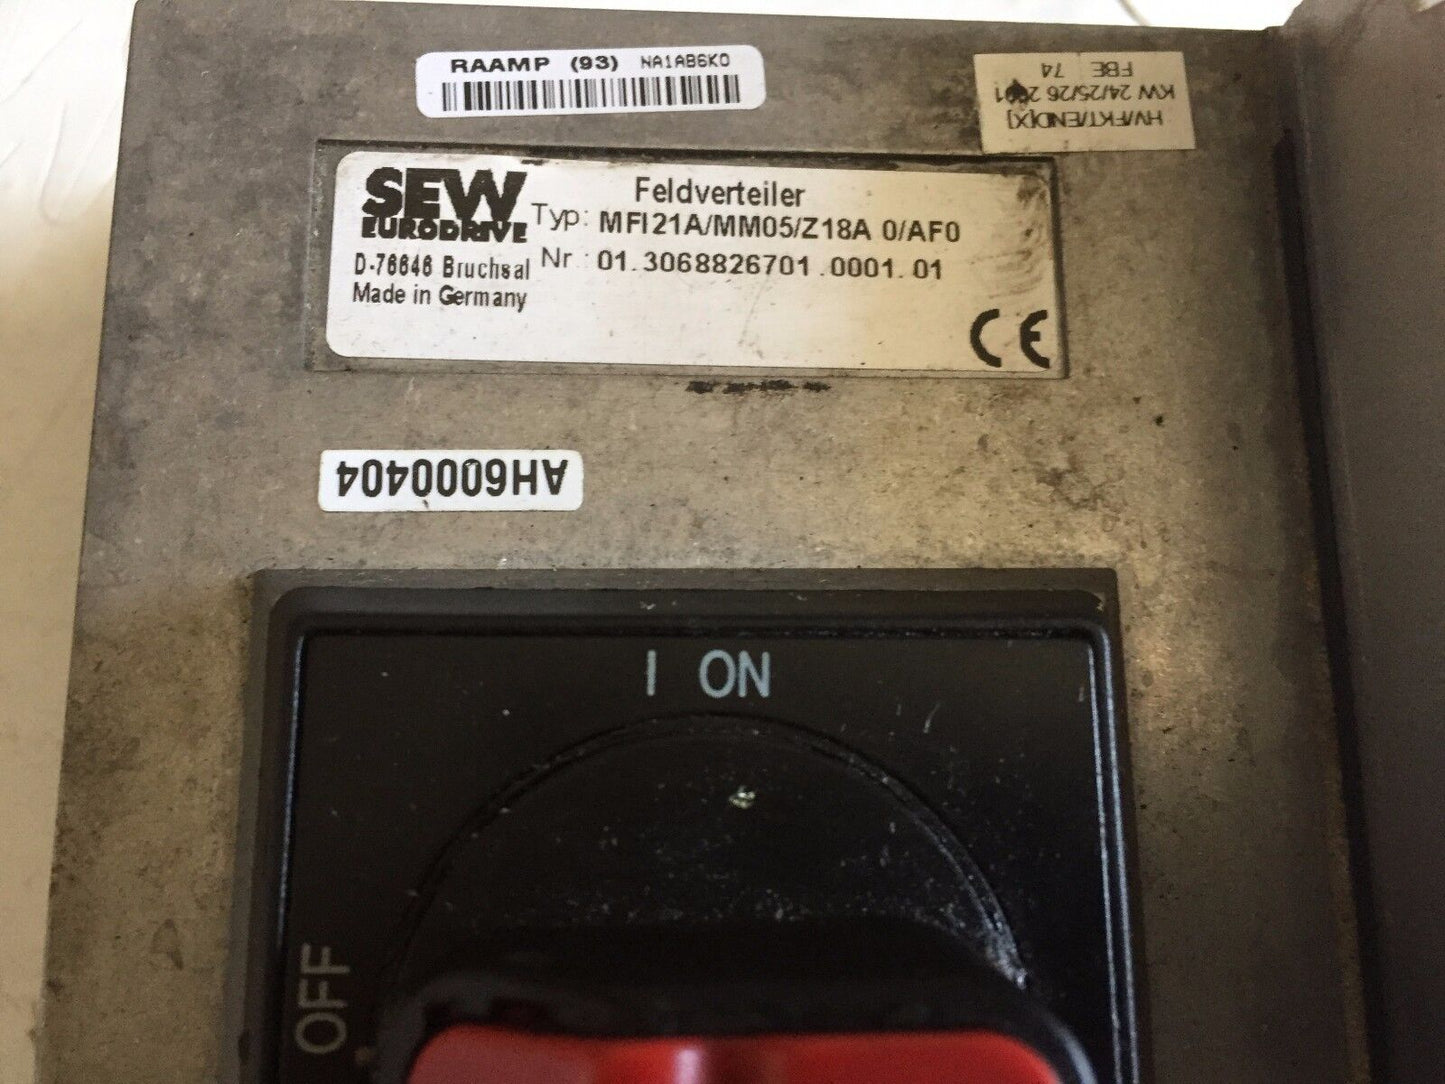 RAAMP (93) NA1AB6K0
HW/FKT/END[X]
KW 24/25/26 2001
FBE 74
SEW
EURODRIVE
D-76646 Bruchsal
Made in Germany
Feldverteiler
Typ: MFI21A/MM05/Z18A 0/AF0
Nr.: 01.3068826701.0001.01
CE
AH6000404
I ON
OFF